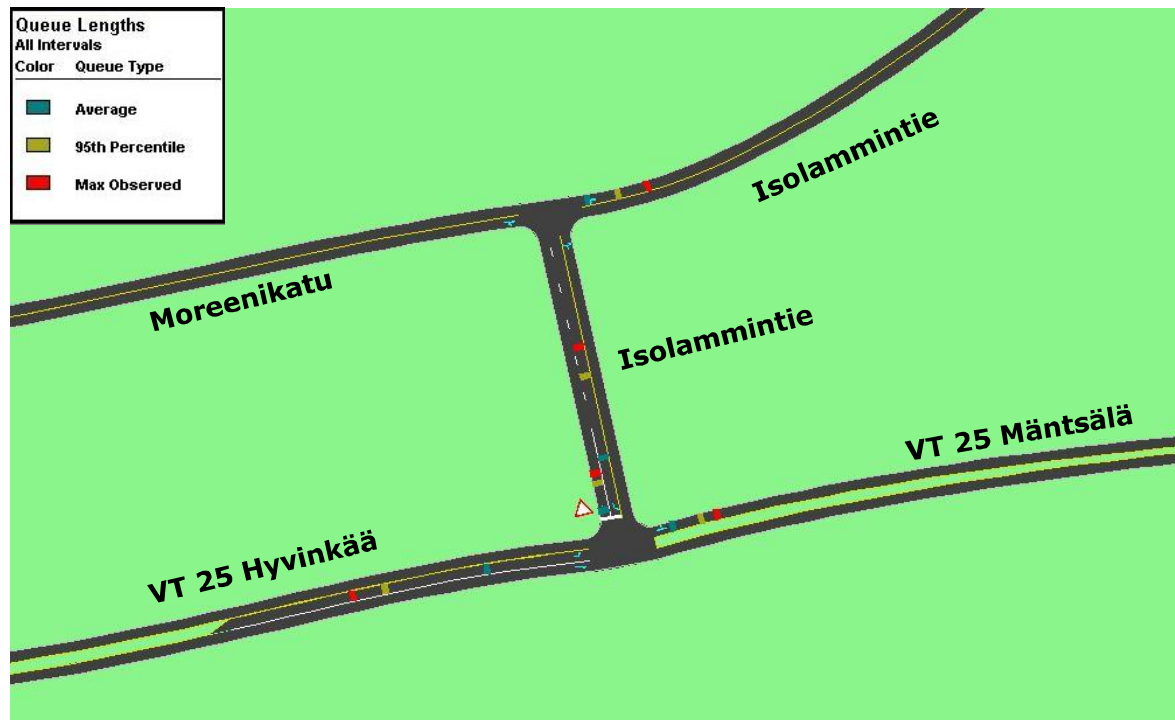 Queue Lengths
All Intervals
Color Queue Type
Average
95th Percentile
Max Observed
Isolammintie
Moreenikatu
Isolammintie
VT 25 Mäntsälä
VT 25 Hyvinkää